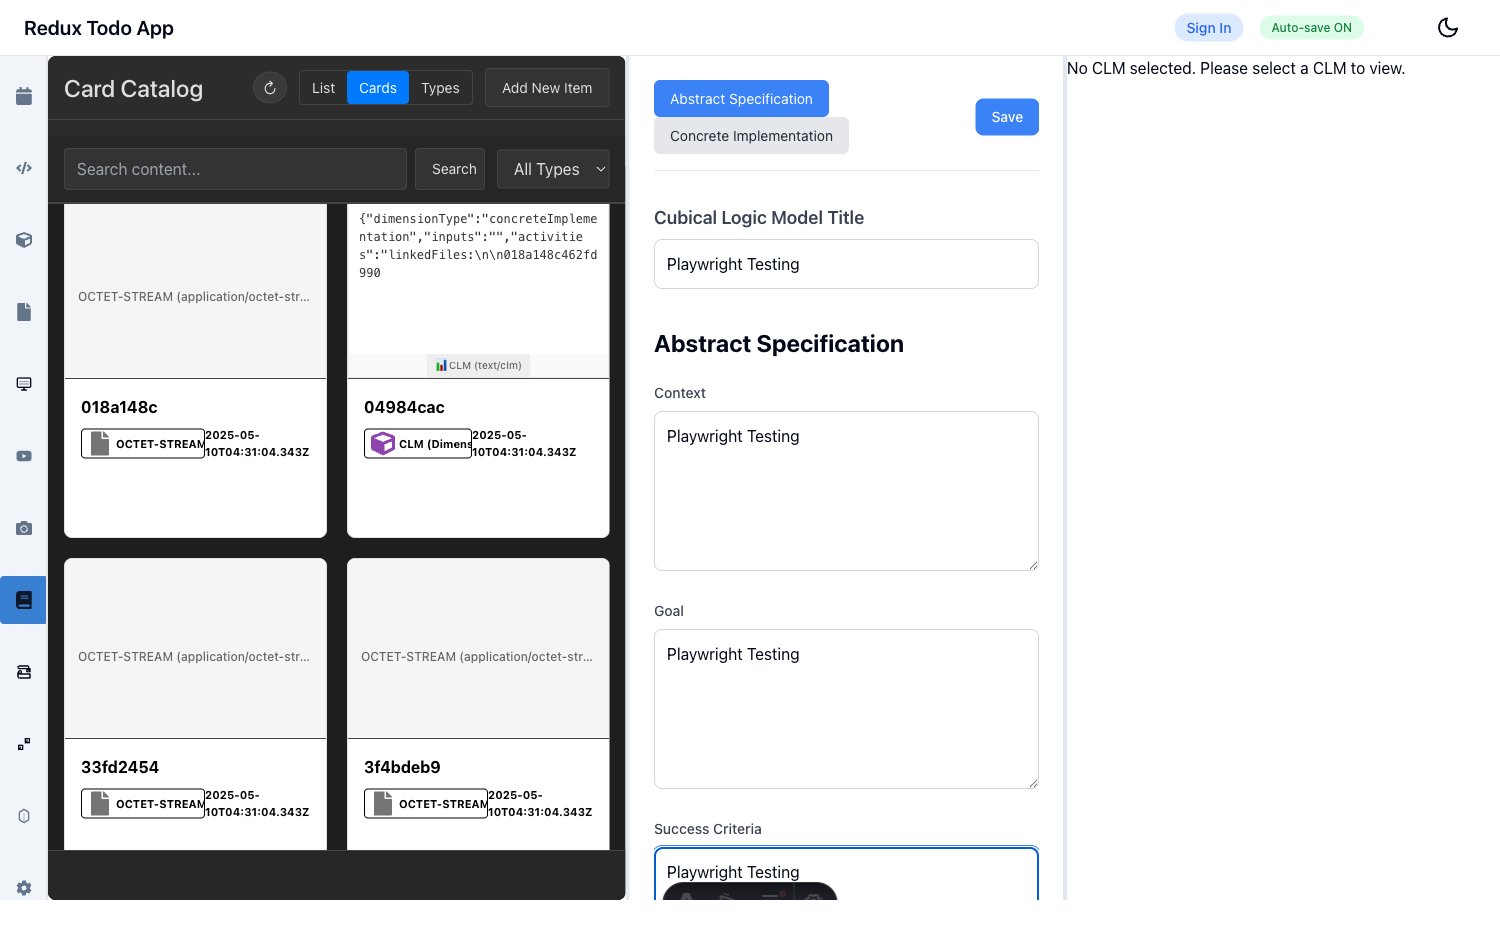 Redux Todo App
Sign In
Auto-save ON
Card Catalog
List
Cards
Types
Add New Item
Search content...
Search
All Types
OCTET-STREAM (application/octet-str...
{"dimensionType":"concreteImpleme
ntation","inputs":"","activitie
s":"linkedFiles:\n\n018a148c462fd
990
CLM (text/clm)
018a148c
OCTET-STREAM
2025-05-
10T04:31:04.343Z
04984cac
CLM (Dimens
2025-05-
10T04:31:04.343Z
OCTET-STREAM (application/octet-str...
OCTET-STREAM (application/octet-str...
33fd2454
OCTET-STREAM
2025-05-
10T04:31:04.343Z
3f4bdeb9
OCTET-STREAM
2025-05-
10T04:31:04.343Z
Abstract Specification
Concrete Implementation
Save
Cubical Logic Model Title
Playwright Testing
Abstract Specification
Context
Playwright Testing
Goal
Playwright Testing
Success Criteria
Playwright Testing
No CLM selected. Please select a CLM to view.